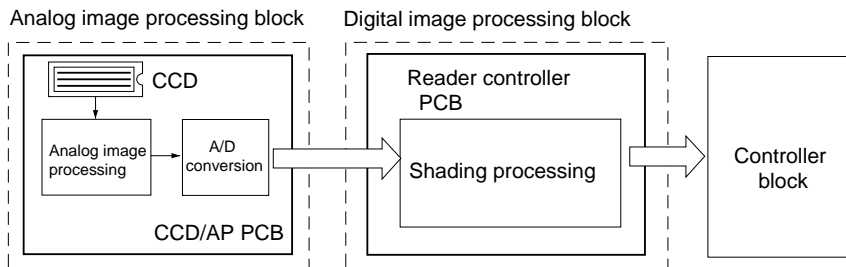 Analog image processing block
Digital image processing block
CCD
Analog image
processing
A/D
conversion
CCD/AP PCB
Reader controller
PCB
Shading processing
Controller
block